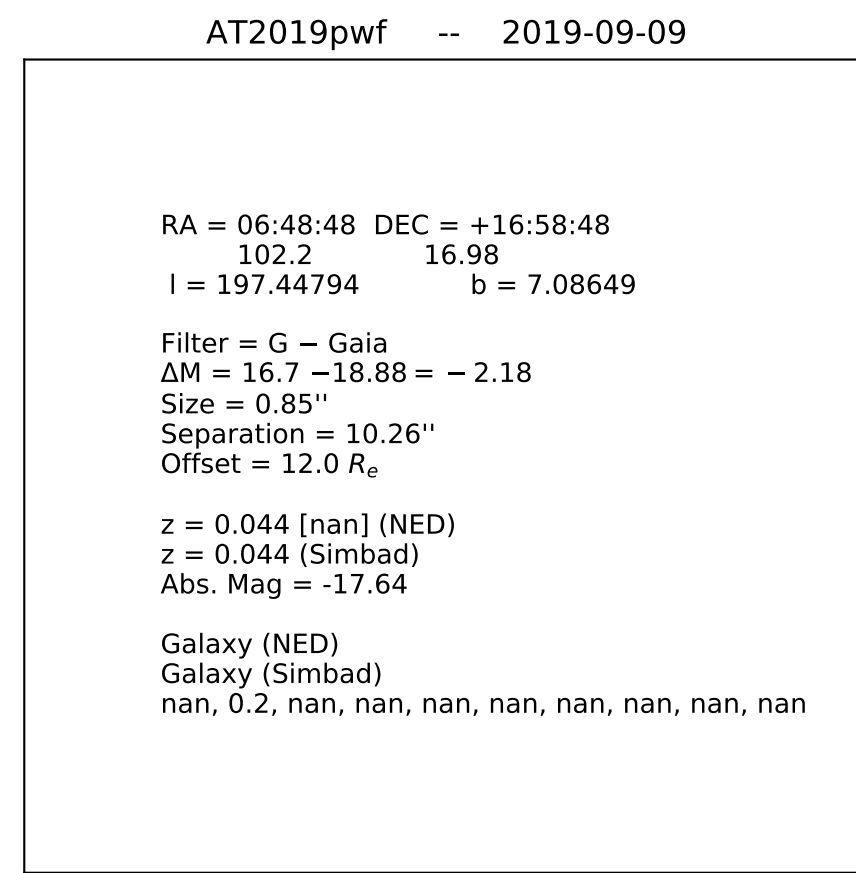 AT2019pwf -- 2019-09-09
RA = 06:48:48 DEC = +16:58:48
102.2 16.98
l = 197.44794 b = 7.08649
Filter = G − Gaia
ΔM = 16.7 −18.88 = − 2.18
Size = 0.85''
Separation = 10.26''
Offset = 12.0 Re
z = 0.044 [nan] (NED)
z = 0.044 (Simbad)
Abs. Mag = -17.64
Galaxy (NED)
Galaxy (Simbad)
nan, 0.2, nan, nan, nan, nan, nan, nan, nan, nan